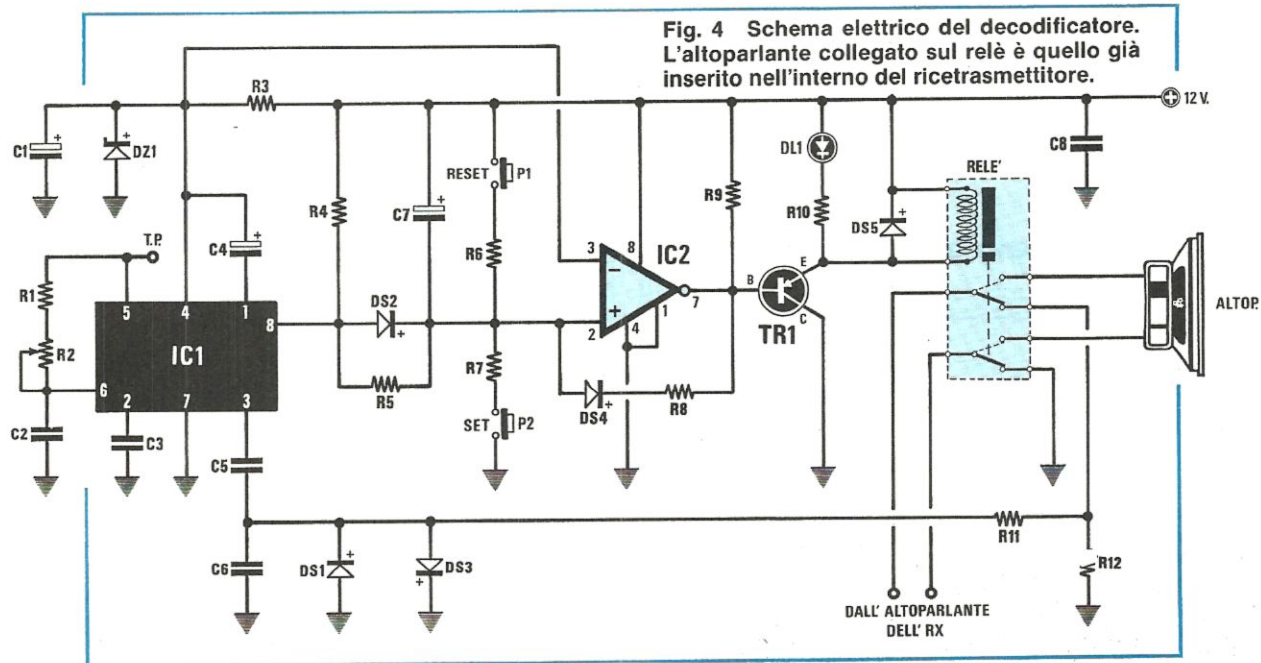 Fig. 4 Schema elettrico del decodificatore.
L'altoparlante collegato sul relè è quello già
inserito nell'interno del ricetrasmettitore.
R3
12 V.
C1
DZ1
C4
R4
C7
RESET
P1
R6
R9
DL1
R10
DS5
RELE'
C8
T.P.
R1
R2
5
4
1
8
6
IC1
2
7
3
C2
C3
C5
DS2
R5
R7
SET
P2
3
8
IC2
2
4
1
7
DS4
R8
B
E
C
TR1
ALTOP.
C6
DS1
DS3
R11
R12
DALL' ALTOPARLANTE
DELL' RX